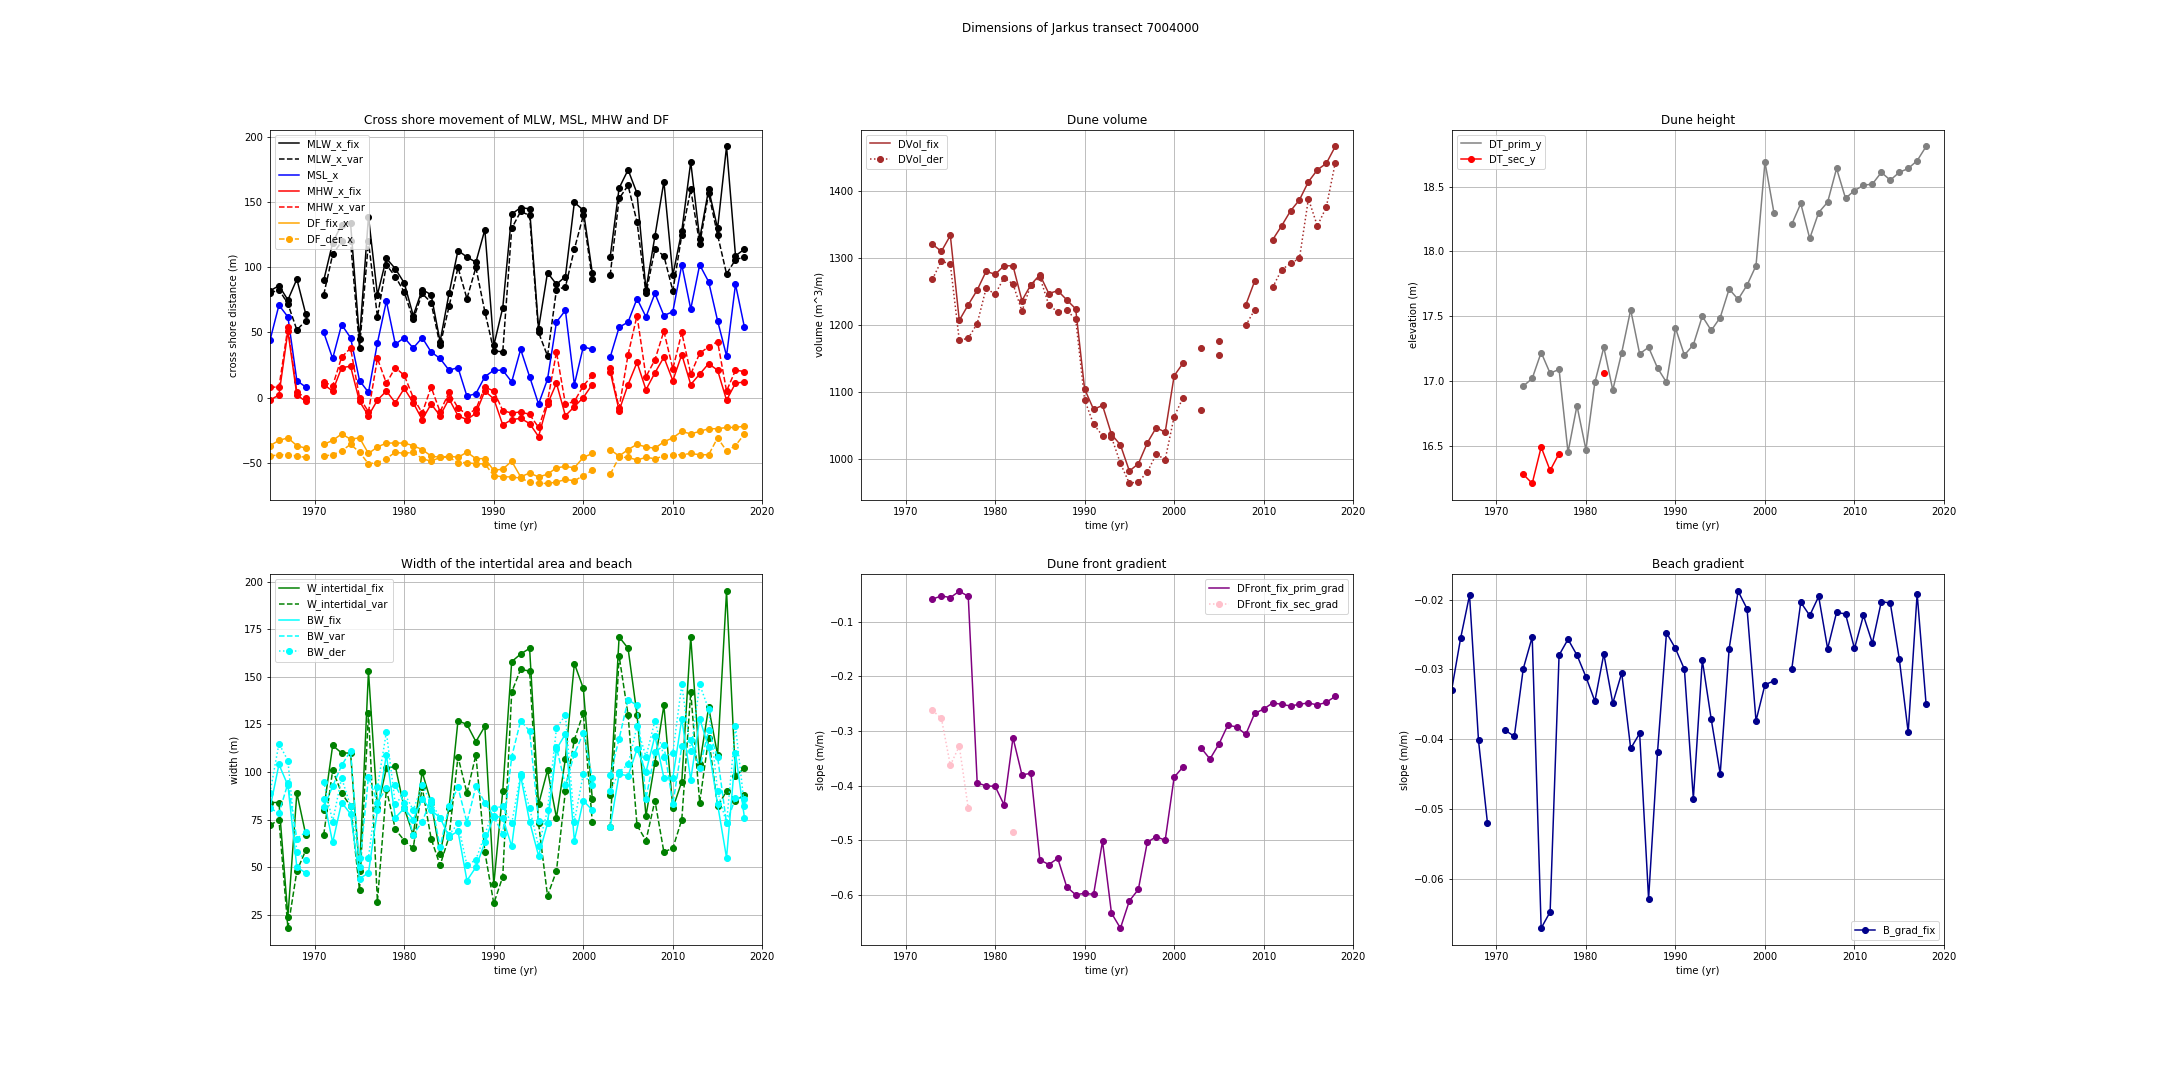 Dimensions of Jarkus transect 7004000
Cross shore movement of MLW, MSL, MHW and DF
cross shore distance (m)
200
150
100
50
0
−50
MLW_x_fix
MLW_x_var
MSL_x
MHW_x_fix
MHW_x_var
DF_fix_x
DF_der_x
1970 1980 1990 2000 2010 2020
time (yr)
Dune volume
volume (m^3/m)
1400
1300
1200
1100
1000
DVol_fix
DVol_der
1970 1980 1990 2000 2010 2020
time (yr)
Dune height
elevation (m)
18.5
18.0
17.5
17.0
16.5
DT_prim_y
DT_sec_y
1970 1980 1990 2000 2010 2020
time (yr)
Width of the intertidal area and beach
width (m)
200
175
150
125
100
75
50
25
W_intertidal_fix
W_intertidal_var
BW_fix
BW_var
BW_der
1970 1980 1990 2000 2010 2020
time (yr)
Dune front gradient
slope (m/m)
−0.1
−0.2
−0.3
−0.4
−0.5
−0.6
DFront_fix_prim_grad
DFront_fix_sec_grad
1970 1980 1990 2000 2010 2020
time (yr)
Beach gradient
slope (m/m)
−0.02
−0.03
−0.04
−0.05
−0.06
B_grad_fix
1970 1980 1990 2000 2010 2020
time (yr)